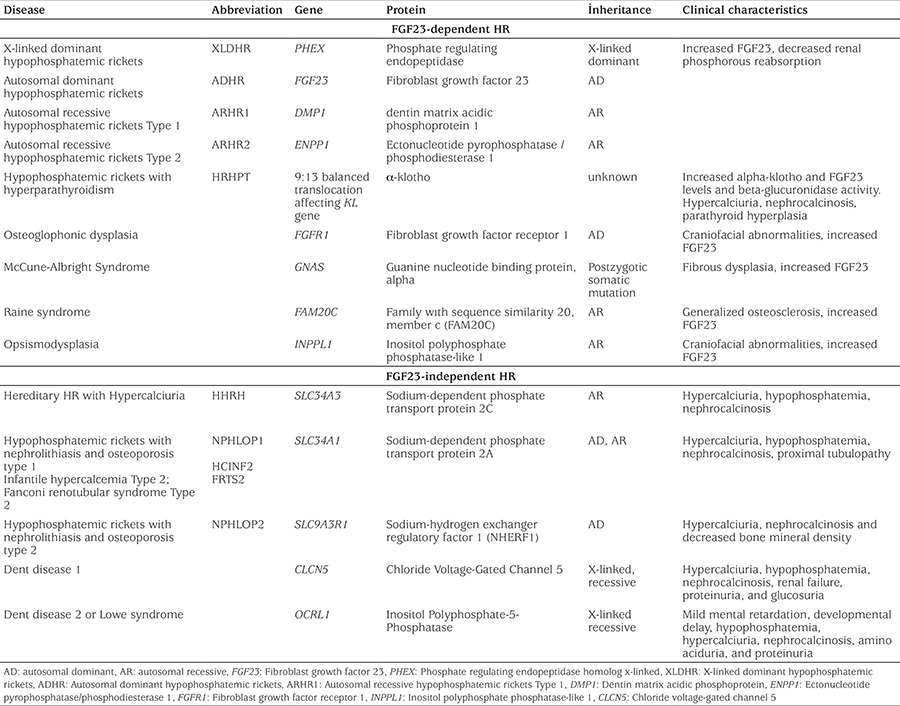 Disease Abbreviation Gene Protein İnheritance Clinical characteristics
FGF23-dependent HR
X-linked dominant XLDHR PHEX Phosphate regulating X-linked Increased FGF23, decreased renal
hypophosphatemic rickets endopeptidase dominant phosphorous reabsorption
Autosomal dominant ADHR FGF23 Fibroblast growth factor 23 AD
hypophosphatemic rickets
Autosomal recessive ARHR1 DMP1 dentin matrix acidic AR
hypophosphatemic rickets Type 1 phosphoprotein 1
Autosomal recessive ARHR2 ENPP1 Ectonucleotide pyrophosphatase / AR
hypophosphatemic rickets Type 2 phosphodiesterase 1
Hypophosphatemic rickets with HRHPT 9:13 balanced α-klotho unknown Increased alpha-klotho and FGF23
hyperparathyroidism translocation levels and beta-glucuronidase activity.
affecting KL Hypercalciuria, nephrocalcinosis,
gene parathyroid hyperplasia
Osteoglophonic dysplasia FGFR1 Fibroblast growth factor receptor 1 AD Craniofacial abnormalities, increased
FGF23
McCune-Albright Syndrome GNAS Guanine nucleotide binding protein, Postzygotic Fibrous dysplasia, increased FGF23
alpha somatic
mutation
Raine syndrome FAM20C Family with sequence similarity 20, AR Generalized osteosclerosis, increased
member c (FAM20C) FGF23
Opsismodysplasia INPPL1 Inositol polyphosphate AR Craniofacial abnormalities, increased
phosphatase-like 1 FGF23
FGF23-independent HR
Hereditary HR with Hypercalciuria HHRH SLC34A3 Sodium-dependent phosphate AR Hypercalciuria, hypophosphatemia,
transport protein 2C nephrocalcinosis
Hypophosphatemic rickets with NPHLOP1 SLC34A1 Sodium-dependent phosphate AD, AR Hypercalciuria, hypophosphatemia,
nephrolithiasis and osteoporosis transport protein 2A nephrocalcinosis, proximal tubulopathy
type 1 HCINF2
Infantile hypercalcemia Type 2; FRTS2
Fanconi renotubular syndrome Type
2
Hypophosphatemic rickets with NPHLOP2 SLC9A3R1 Sodium-hydrogen exchanger AD Hypercalciuria, nephrocalcinosis and
nephrolithiasis and osteoporosis regulatory factor 1 (NHERF1) decreased bone mineral density
type 2
Dent disease 1 CLCN5 Chloride Voltage-Gated Channel 5 X-linked, Hypercalciuria, hypophosphatemia,
recessive nephrocalcinosis, renal failure,
proteinuria, and glucosuria
Dent disease 2 or Lowe syndrome OCRL1 Inositol Polyphosphate-5- X-linked Mild mental retardation, developmental
Phosphatase recessive delay, hypophosphatemia,
hypercalciuria, nephrocalcinosis, amino
aciduria, and proteinuria
AD: autosomal dominant, AR: autosomal recessive, FGF23: Fibroblast growth factor 23, PHEX: Phosphate regulating endopeptidase homolog x-linked, XLDHR: X-linked dominant hypophosphatemic
rickets, ADHR: Autosomal dominant hypophosphatemic rickets, ARHR1: Autosomal recessive hypophosphatemic rickets Type 1, DMP1: Dentin matrix acidic phosphoprotein, ENPP1: Ectonucleotide
pyrophosphatase/phosphodiesterase 1, FGFR1: Fibroblast growth factor receptor 1, INPPL1: Inositol polyphosphate phosphatase-like 1, CLCN5: Chloride voltage-gated channel 5